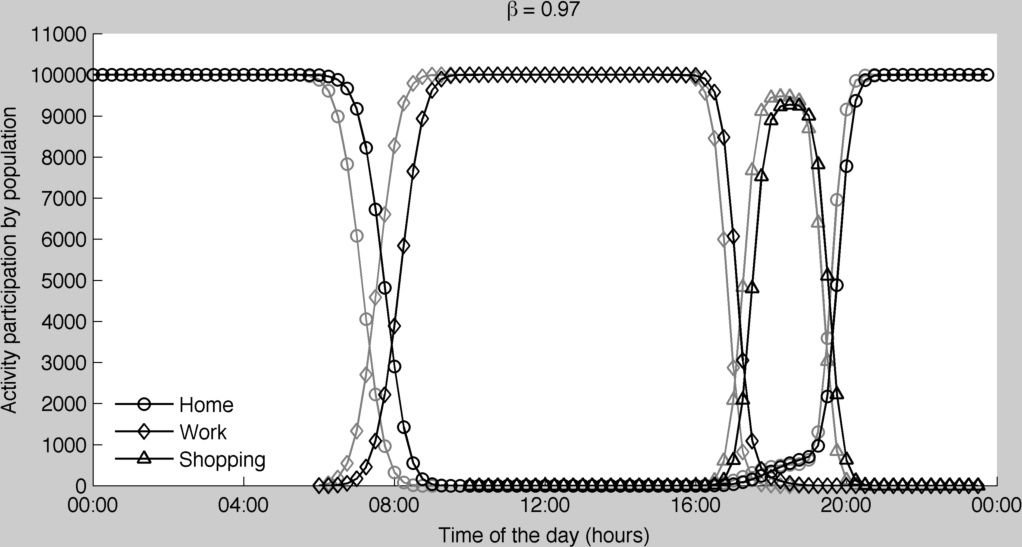 β = 0.97
Activity participation by population
11000
10000
9000
8000
7000
6000
5000
4000
3000
2000
1000
0
Home
Work
Shopping
00:00 04:00 08:00 12:00 16:00 20:00 00:00
Time of the day (hours)